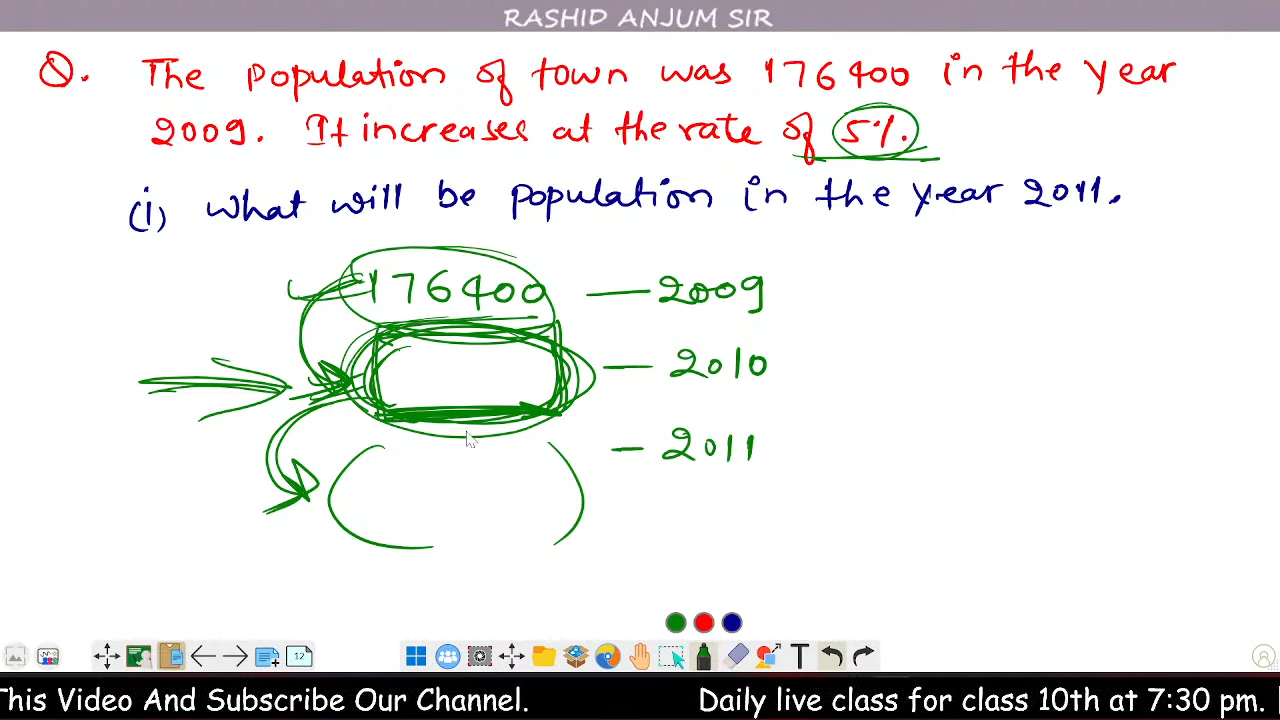 RASHID ANJUM SIR
Q. The population of town was 176400 in the year
2009. It increases at the rate of 5%.
(i) what will be population in the year 2011.
176400 — 2009
— 2010
— 2011
12
This Video And Subscribe Our Channel. Daily live class for class 10th at 7:30 pm.